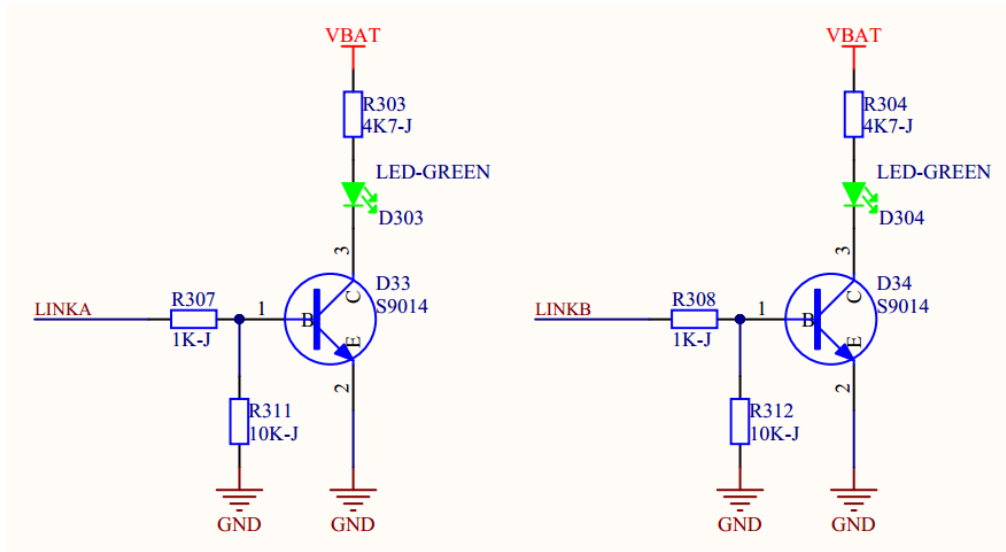 VBAT
R303
4K7-J
LED-GREEN
D303
3
D33
S9014
C
B
E
1
2
LINKA
R307
1K-J
R311
10K-J
GND
GND
VBAT
R304
4K7-J
LED-GREEN
D304
3
D34
S9014
C
B
E
1
2
LINKB
R308
1K-J
R312
10K-J
GND
GND